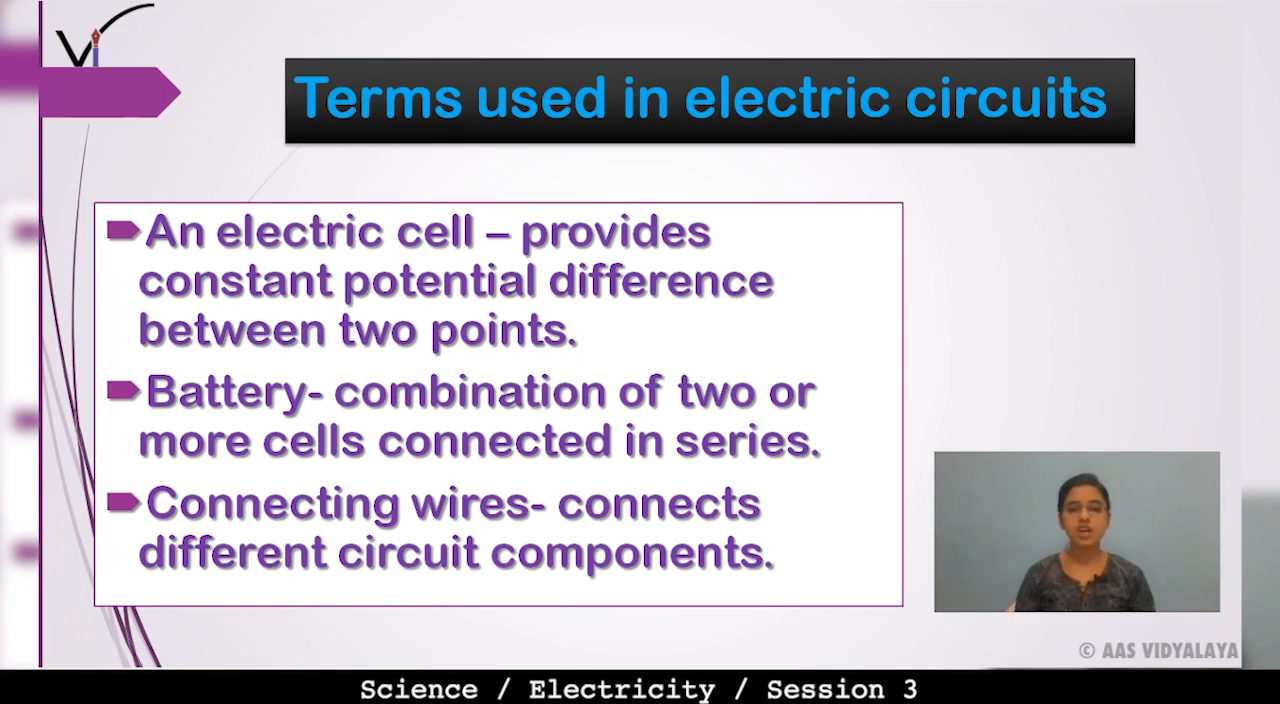 Terms used in electric circuits
An electric cell – provides
constant potential difference
between two points.
Battery- combination of two or
more cells connected in series.
Connecting wires- connects
different circuit components.
© AAS VIDYALAYA
Science / Electricity / Session 3